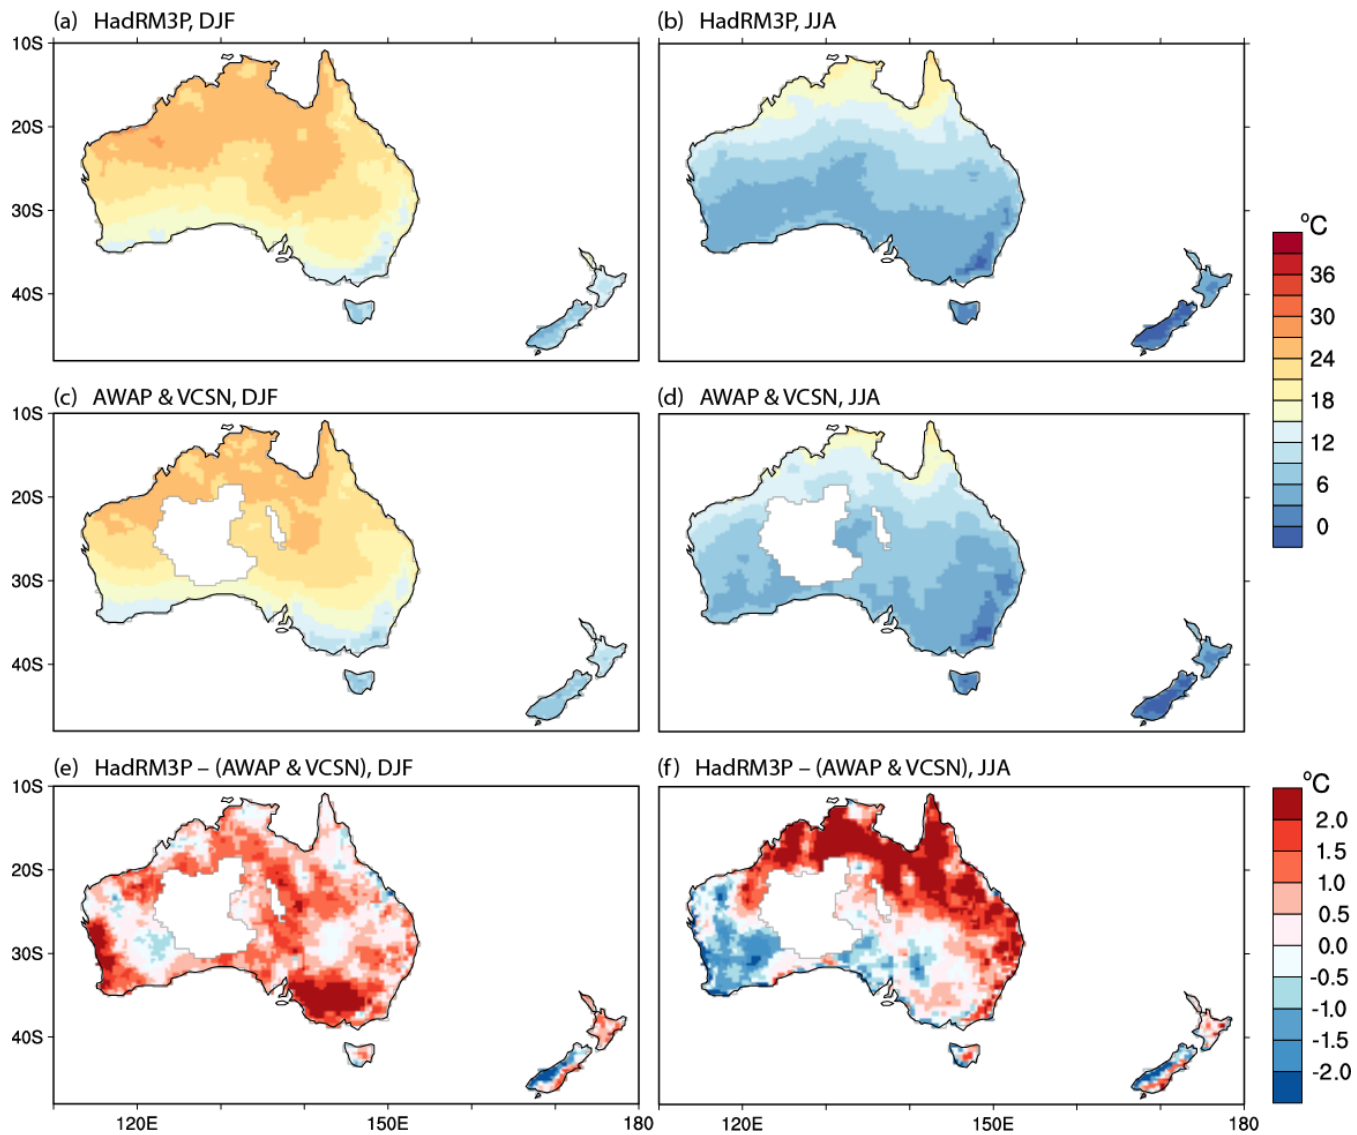 (a) HadRM3P, DJF
(b) HadRM3P, JJA
10S
20S
30S
40S
°C
36
30
24
18
12
6
0
(c) AWAP & VCSN, DJF
(d) AWAP & VCSN, JJA
10S
20S
30S
40S
(e) HadRM3P – (AWAP & VCSN), DJF
(f) HadRM3P – (AWAP & VCSN), JJA
10S
20S
30S
40S
°C
2.0
1.5
1.0
0.5
0.0
-0.5
-1.0
-1.5
-2.0
120E 150E 180
120E 150E 180